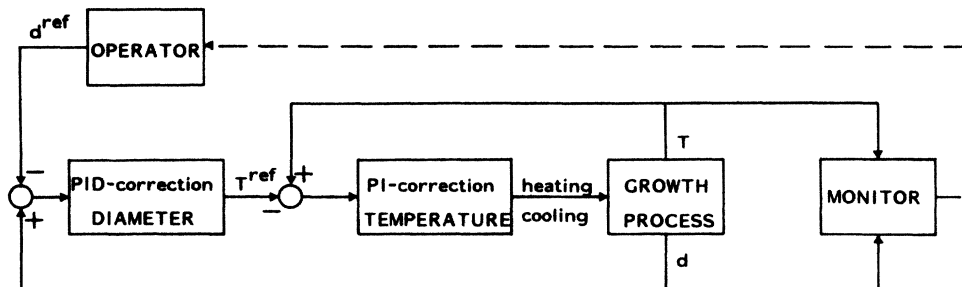 d^ref
OPERATOR
−
+
PID-correction
DIAMETER
T^ref
−
+
PI-correction
TEMPERATURE
heating
cooling
GROWTH
PROCESS
T
d
MONITOR